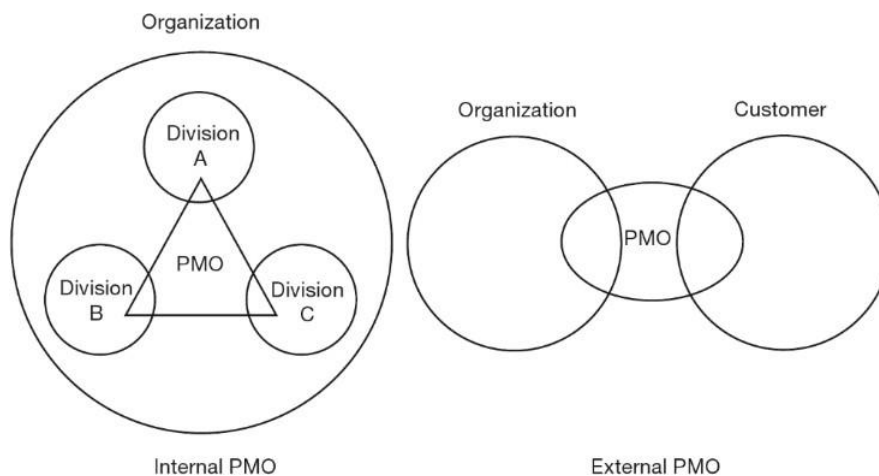 Organization
Division
A
PMO
Division
B
Division
C
Internal PMO
Organization
Customer
PMO
External PMO